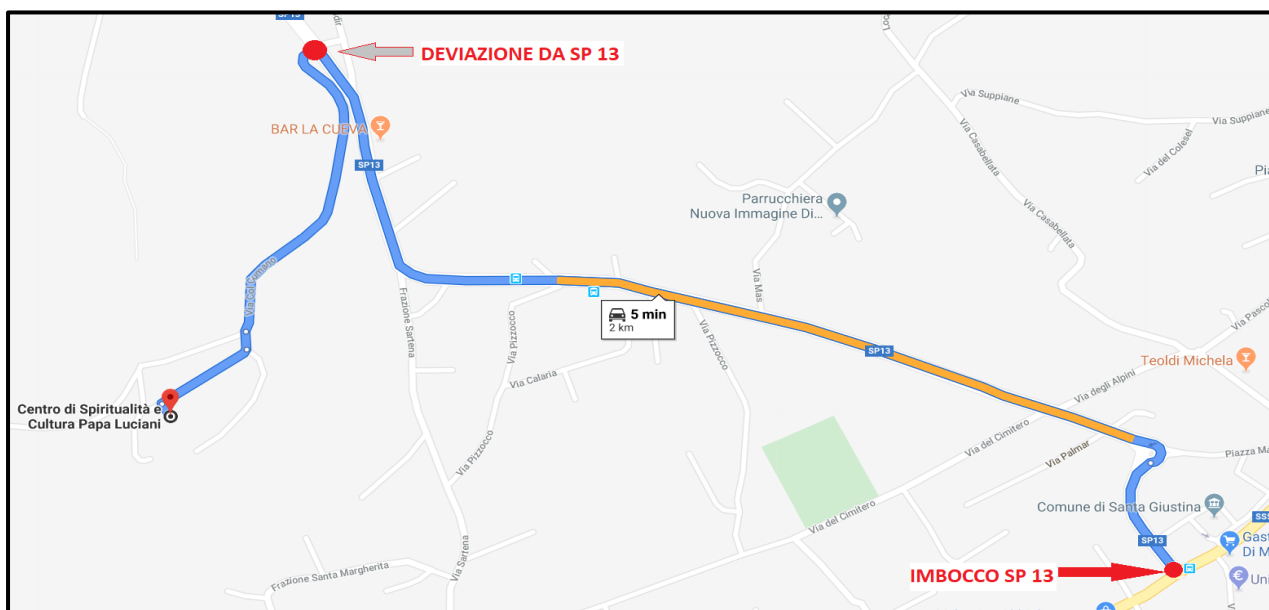 SP13
DEVIAZIONE DA SP 13
BAR LA CUEVA
SP13
Via Suppiane
Via Suppiane
Via Casabellata
Via del Colesel
Parrucchiera
Nuova Immagine Di...
Via Casabellata
Via Col Cumano
Frazione Sartena
Via Mas
5 min
2 km
Via Pizzocco
Via Pizzocco
SP13
Via Pascol
Teoldi Michela
Via Calaria
Via degli Alpini
Centro di Spiritualità e
Cultura Papa Luciani
Via del Cimitero
Via Palmar
Piazza Ma
Via Pizzocco
Comune di Santa Giustina
Via del Cimitero
SP13
Via Sartena
Frazione Santa Margherita
IMBOCCO SP 13